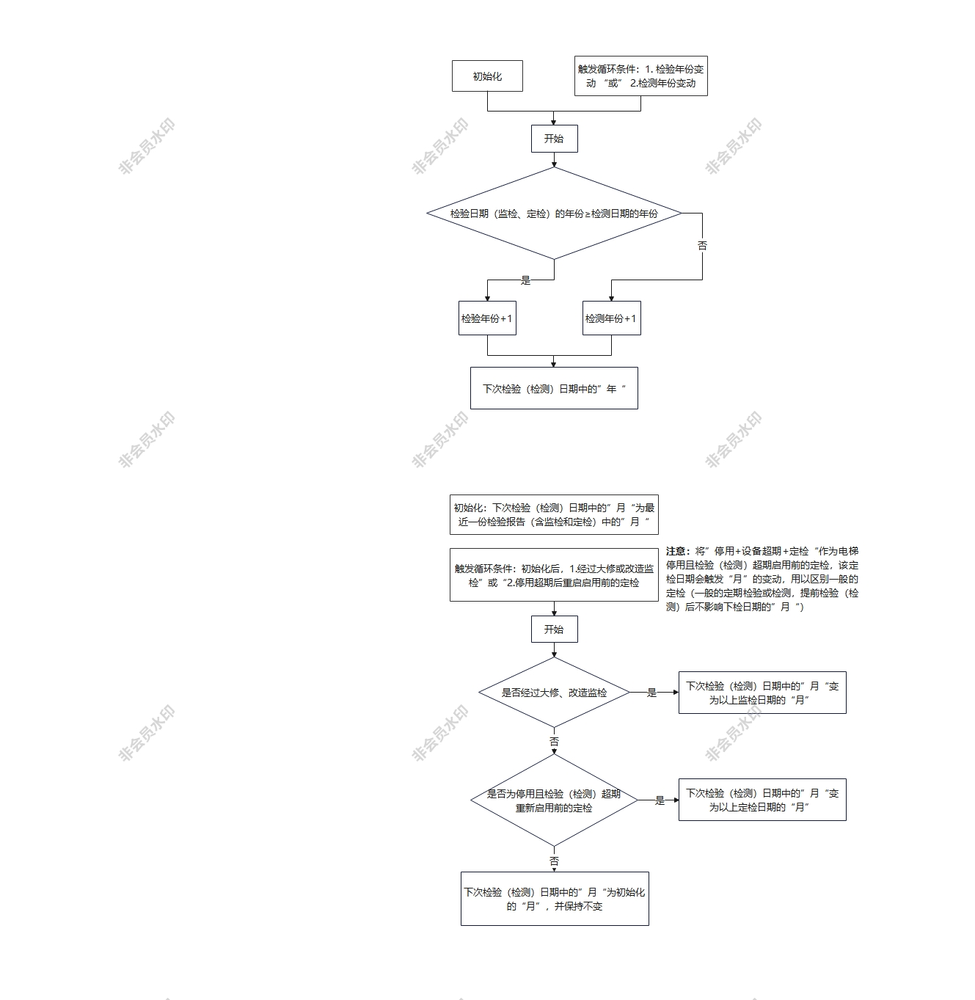 初始化
触发循环条件：1. 检验年份变
动 “或” 2.检测年份变动
非会员水印
非会员水印
非会员水印
开始
检验日期（监检、定检）的年份≥检测日期的年份
否
是
检验年份+1
检测年份+1
下次检验（检测）日期中的”年“
非会员水印
非会员水印
非会员水印
初始化：下次检验（检测）日期中的”月“为最
近一份检验报告（含监检和定检）中的”月“
触发循环条件：初始化后，1.经过大修或改造监
检”或“2.停用超期后重启启用前的定检
注意：将”停用+设备超期+定检“作为电梯
停用且检验（检测）超期启用前的定检，该定
检日期会触发“月”的变动，用以区别一般的
定检（一般的定期检验或检测，提前检验（检
测）后不影响下检日期的”月“）
开始
是否经过大修、改造监检
是
下次检验（检测）日期中的”月“变
为以上监检日期的“月”
非会员水印
非会员水印
非会员水印
否
是否为停用且检验（检测）超期
重新启用前的定检
是
下次检验（检测）日期中的”月“变
为以上定检日期的“月”
否
下次检验（检测）日期中的”月“为初始化
的“月”，并保持不变